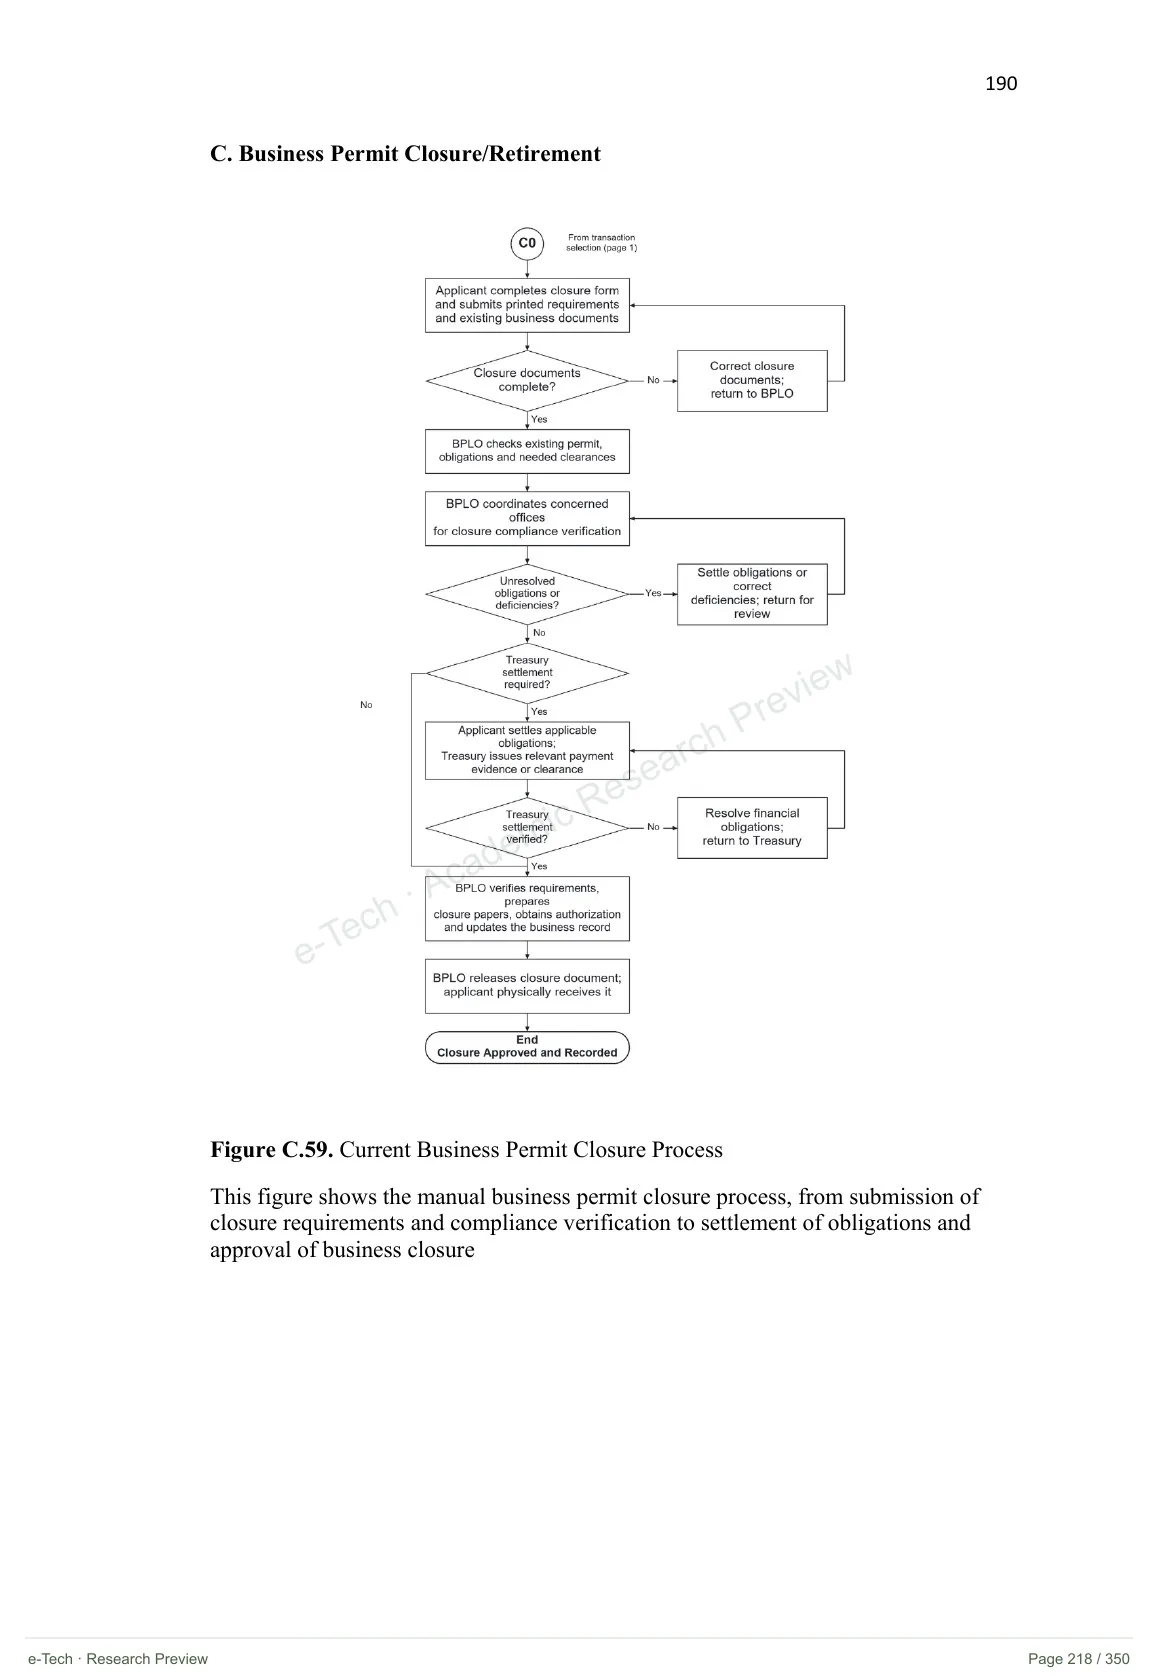 190
C. Business Permit Closure/Retirement
C0
From transaction
selection (page 1)
Applicant completes closure form
and submits printed requirements
and existing business documents
Closure documents
complete?
No
Correct closure
documents;
return to BPLO
Yes
BPLO checks existing permit,
obligations and needed clearances
BPLO coordinates concerned
offices
for closure compliance verification
Unresolved
obligations or
deficiencies?
Yes
Settle obligations or
correct
deficiencies; return for
review
No
Treasury
settlement
required?
No
Yes
Applicant settles applicable
obligations;
Treasury issues relevant payment
evidence or clearance
Treasury
settlement
verified?
No
Resolve financial
obligations;
return to Treasury
Yes
BPLO verifies requirements,
prepares
closure papers, obtains authorization
and updates the business record
BPLO releases closure document;
applicant physically receives it
End
Closure Approved and Recorded
e-Tech · Academic Research Preview
Figure C.59. Current Business Permit Closure Process
This figure shows the manual business permit closure process, from submission of
closure requirements and compliance verification to settlement of obligations and
approval of business closure
e-Tech · Research Preview
Page 218 / 350